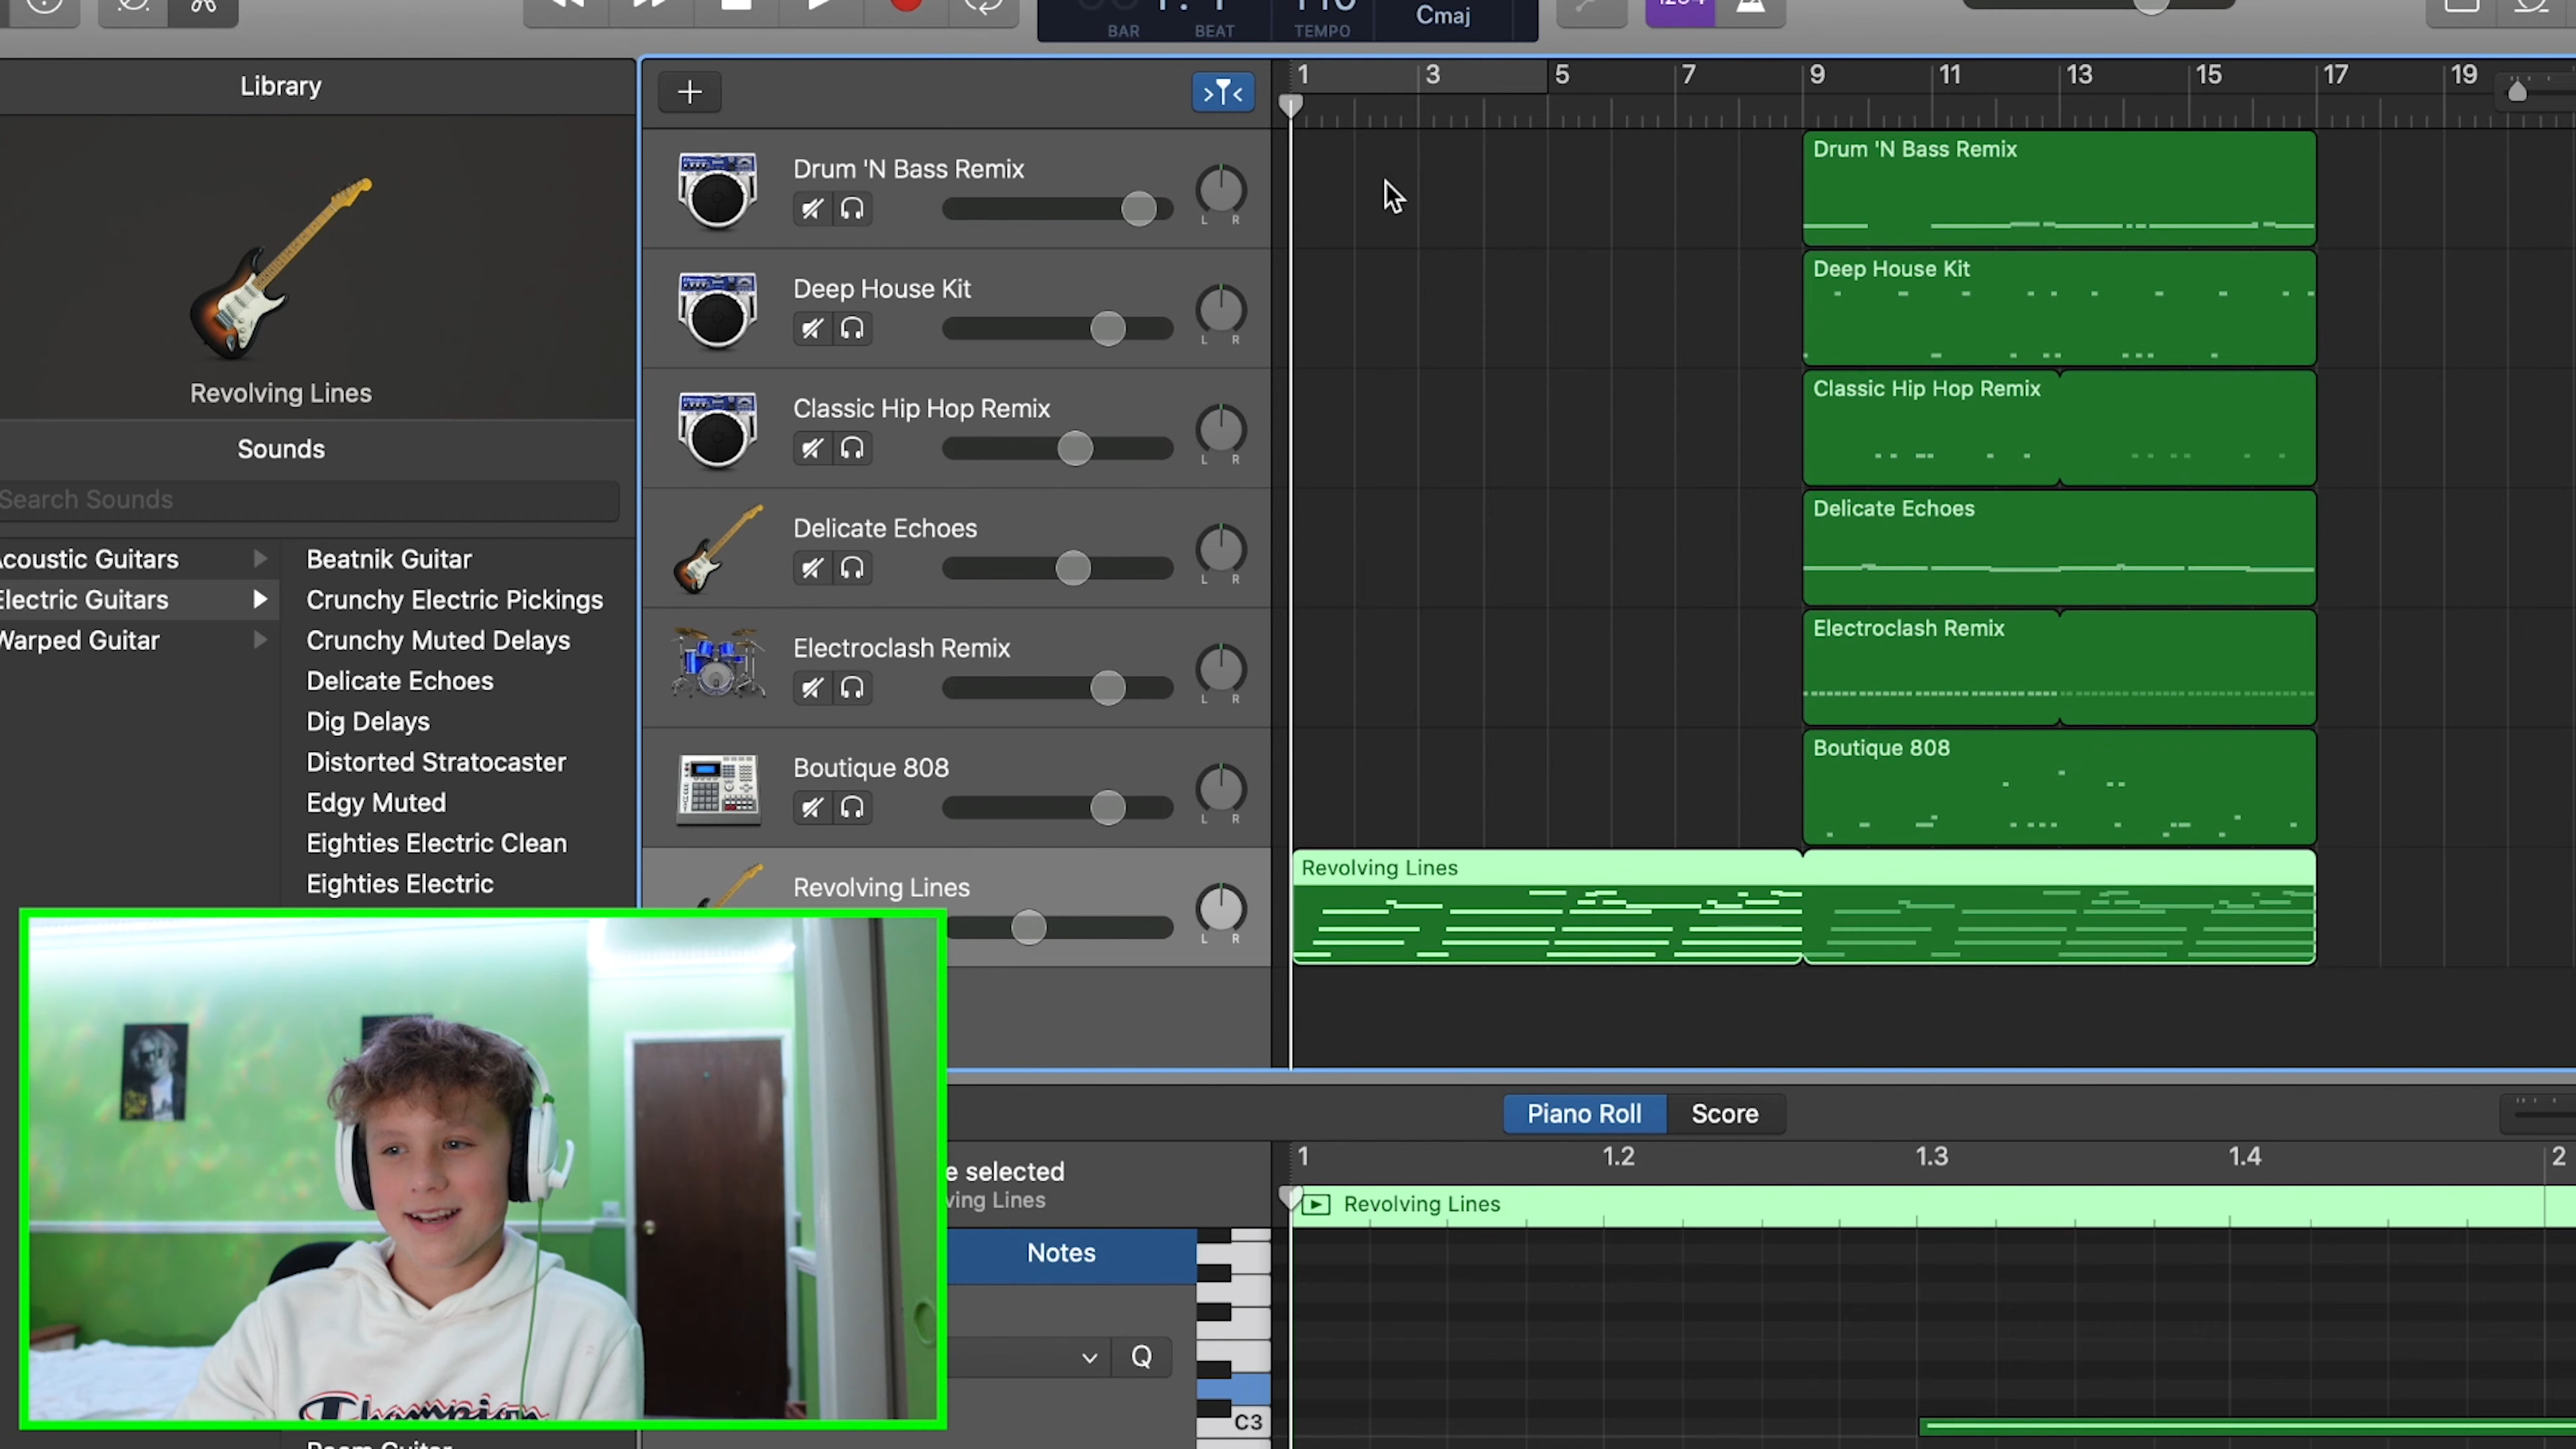 BAR
BEAT
TEMPO
Cmaj
Library
Revolving Lines
Sounds
Search Sounds
Acoustic Guitars
Electric Guitars
Warped Guitar
Beatnik Guitar
Crunchy Electric Pickings
Crunchy Muted Delays
Delicate Echoes
Dig Delays
Distorted Stratocaster
Edgy Muted
Eighties Electric Clean
Eighties Electric
1 3 5 7 9 11 13 15 17 19
Drum 'N Bass Remix
L R
Deep House Kit
L R
Classic Hip Hop Remix
L R
Delicate Echoes
L R
Electroclash Remix
L R
Boutique 808
L R
Revolving Lines
L R
Drum 'N Bass Remix
Deep House Kit
Classic Hip Hop Remix
Delicate Echoes
Electroclash Remix
Boutique 808
Revolving Lines
Piano Roll Score
e selected
ving Lines
1 1.2 1.3 1.4 2
Revolving Lines
Notes
Q
C3
Champion